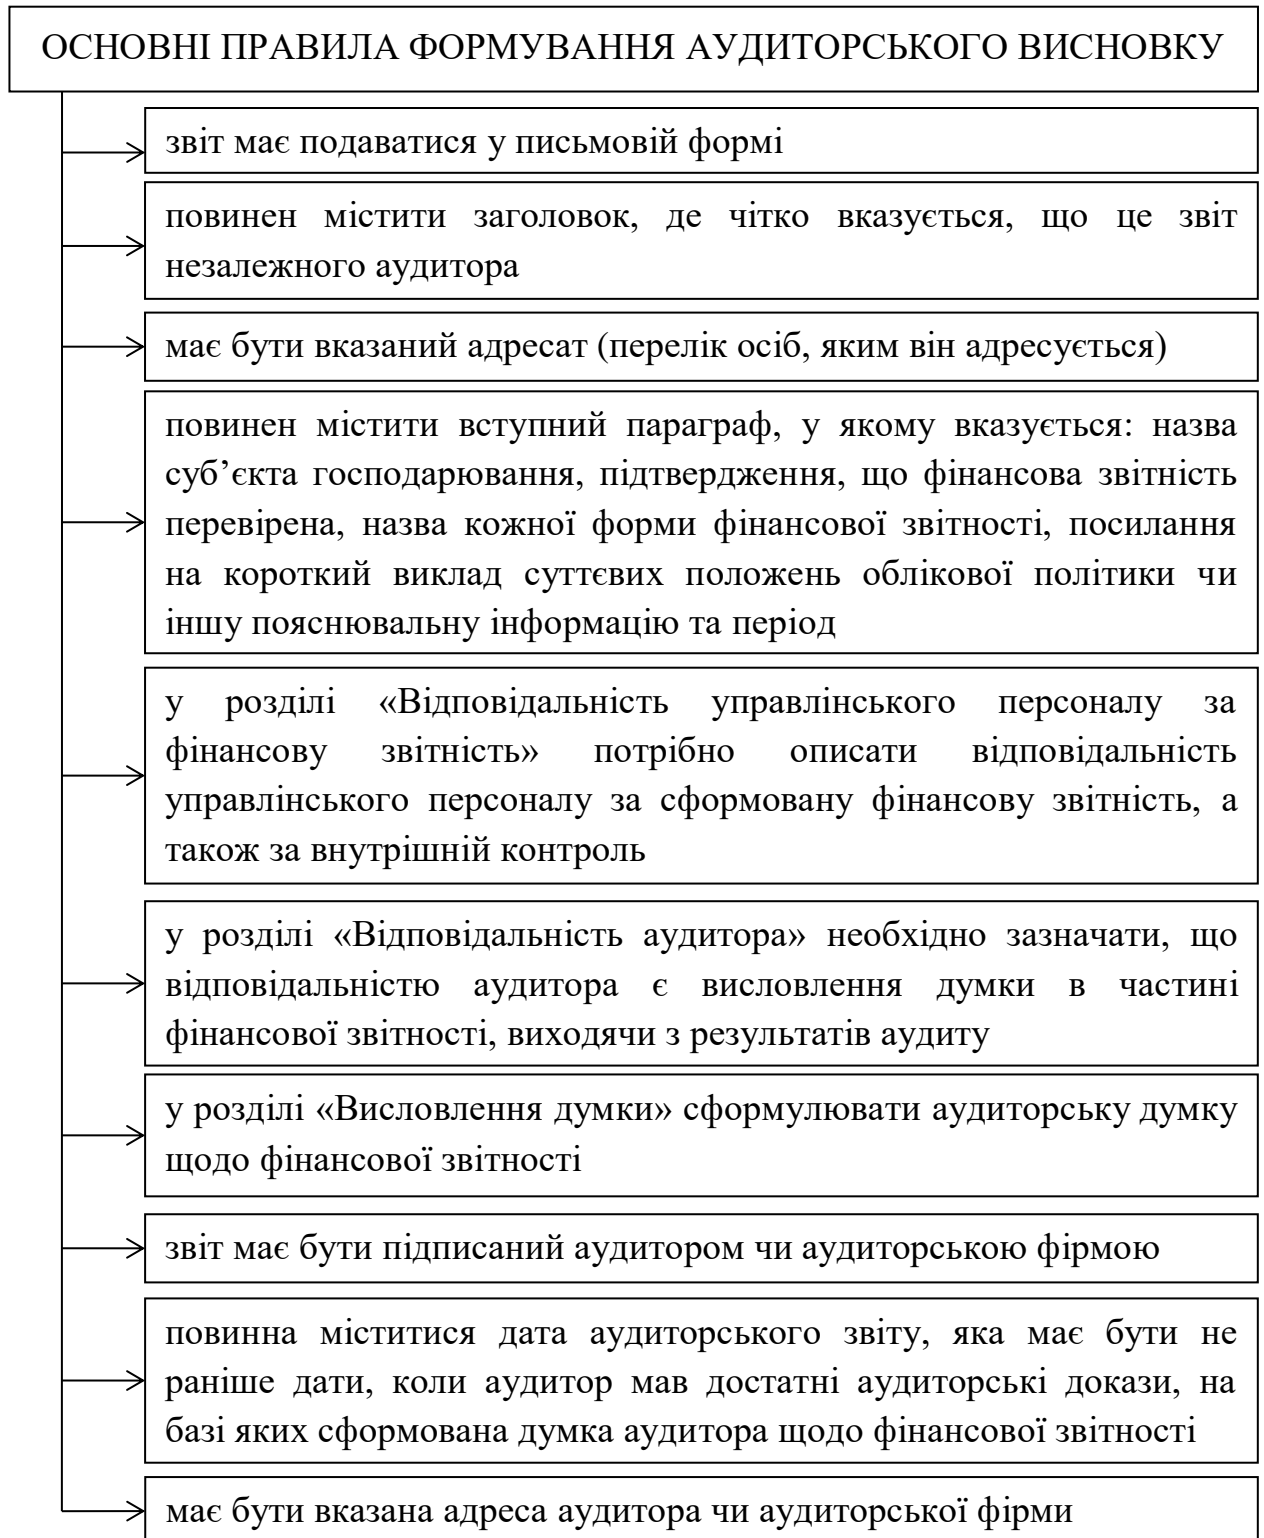 ОСНОВНІ ПРАВИЛА ФОРМУВАННЯ АУДИТОРСЬКОГО ВИСНОВКУ
звіт має подаватися у письмовій формі
повинен містити заголовок, де чітко вказується, що це звіт
незалежного аудитора
має бути вказаний адресат (перелік осіб, яким він адресується)
повинен містити вступний параграф, у якому вказується: назва
суб’єкта господарювання, підтвердження, що фінансова звітність
перевірена, назва кожної форми фінансової звітності, посилання
на короткий виклад суттєвих положень облікової політики чи
іншу пояснювальну інформацію та період
у розділі «Відповідальність управлінського персоналу за
фінансову звітність» потрібно описати відповідальність
управлінського персоналу за сформовану фінансову звітність, а
також за внутрішній контроль
у розділі «Відповідальність аудитора» необхідно зазначати, що
відповідальністю аудитора є висловлення думки в частині
фінансової звітності, виходячи з результатів аудиту
у розділі «Висловлення думки» сформулювати аудиторську думку
щодо фінансової звітності
звіт має бути підписаний аудитором чи аудиторською фірмою
повинна міститися дата аудиторського звіту, яка має бути не
раніше дати, коли аудитор мав достатні аудиторські докази, на
базі яких сформована думка аудитора щодо фінансової звітності
має бути вказана адреса аудитора чи аудиторської фірми